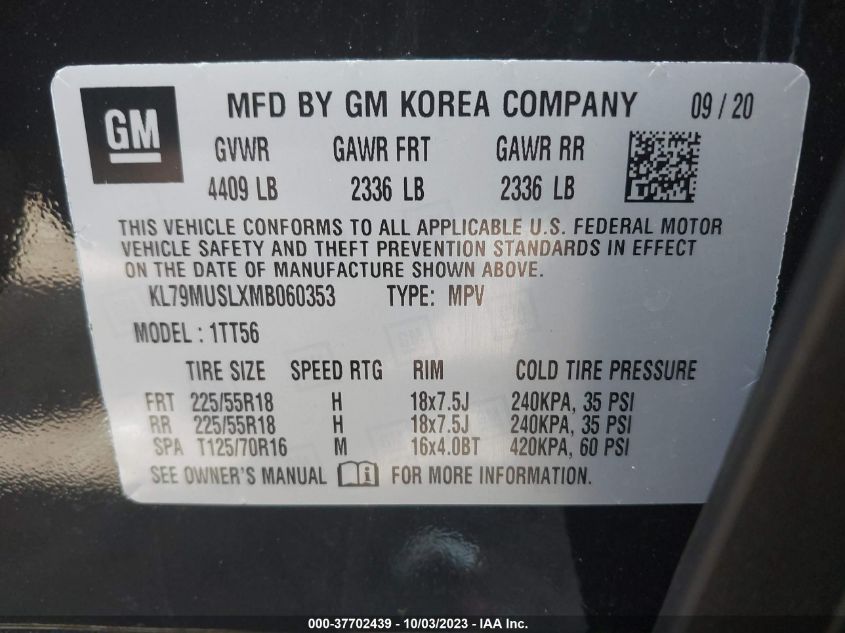 GM
MFD BY GM KOREA COMPANY 09 / 20
GVWR GAWR FRT GAWR RR
4409 LB 2336 LB 2336 LB
THIS VEHICLE CONFORMS TO ALL APPLICABLE U.S. FEDERAL MOTOR
VEHICLE SAFETY AND THEFT PREVENTION STANDARDS IN EFFECT
ON THE DATE OF MANUFACTURE SHOWN ABOVE.
KL79MUSLXMB060353 TYPE: MPV
MODEL : 1TT56
TIRE SIZE SPEED RTG RIM COLD TIRE PRESSURE
FRT 225/55R18 H 18x7.5J 240KPA, 35 PSI
RR 225/55R18 H 18x7.5J 240KPA, 35 PSI
SPA T125/70R16 M 16x4.0BT 420KPA, 60 PSI
SEE OWNER'S MANUAL FOR MORE INFORMATION.
000-37702439 - 10/03/2023 - IAA Inc.